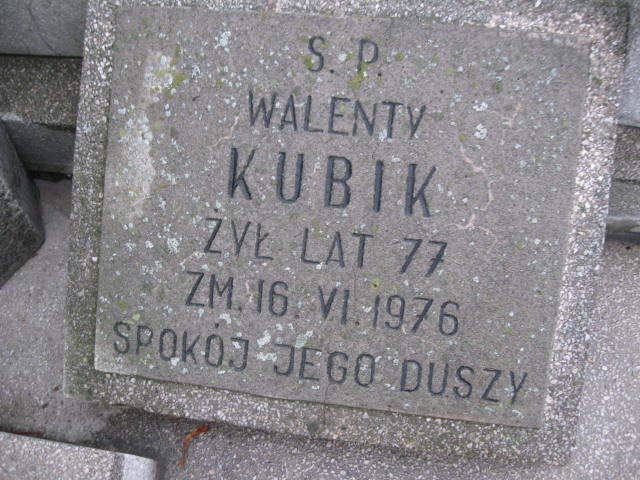 S. P.
WALENTY
KUBIK
ŻYŁ LAT 77
ZM. 16. VI. 1976
SPOKÓJ JEGO DUSZY